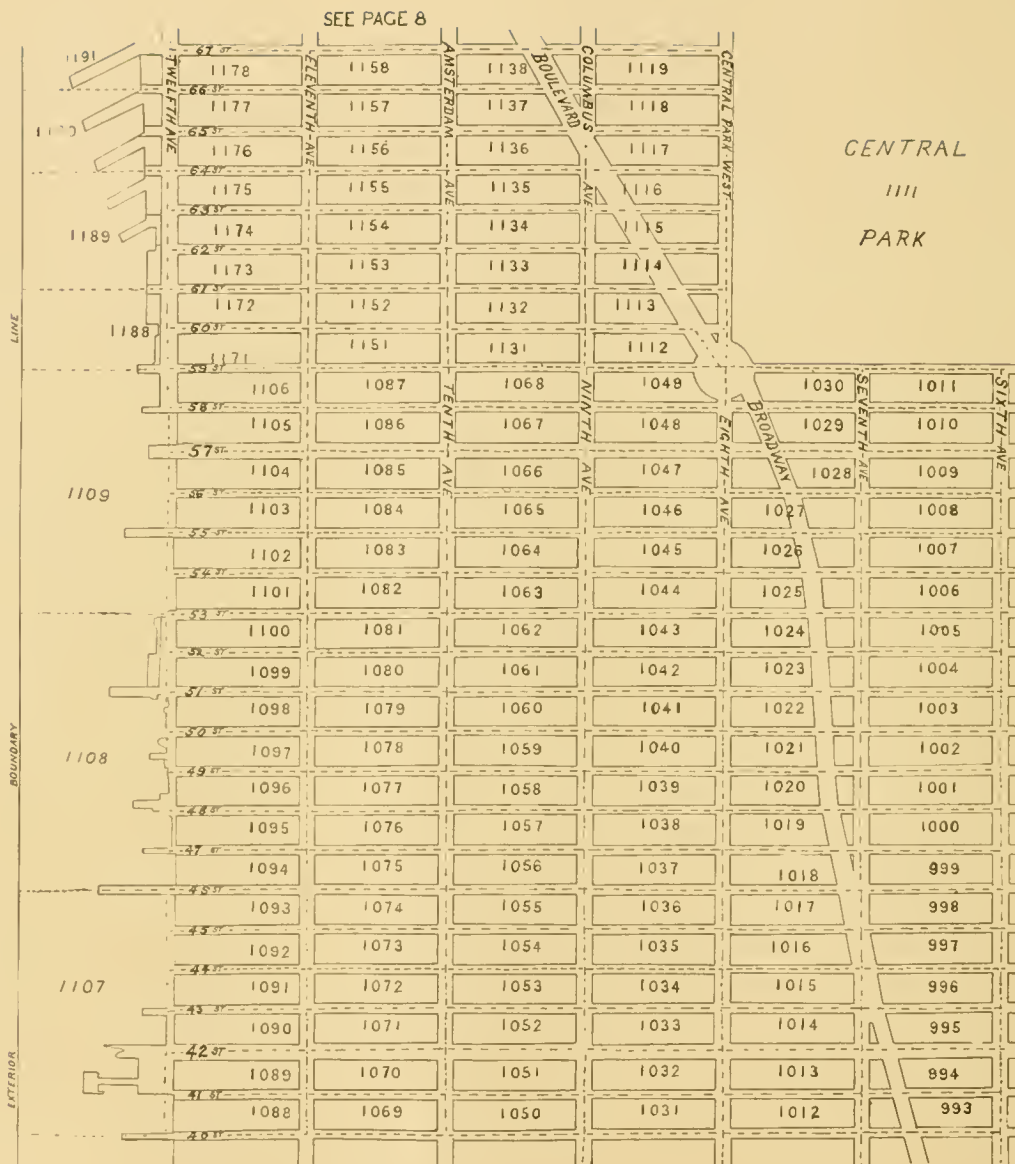 SEE PAGE 8
67 ST
1191 1178 1158 1138 1119
66 ST
1177 1157 1137 1118
65 ST
1176 1156 1136 1117
64 ST
1175 1155 1135 1116
63 ST
1189 1174 1154 1134 1115
62 ST
1173 1153 1133 1114
61 ST
1172 1152 1132 1113
60 ST
1188 1171 1151 1131 1112
59 ST
TWELFTH AVE
ELEVENTH AVE
AMSTERDAM AVE
BOULEVARD
COLUMBUS AVE
CENTRAL PARK WEST
CENTRAL
1111
PARK
1106 1087 1068 1049 1030 1011
58 ST
1105 1086 1067 1048 1029 1010
57 ST
1109 1104 1085 1066 1047 1028 1009
56 ST
1103 1084 1065 1046 1027 1008
55 ST
1102 1083 1064 1045 1026 1007
54 ST
1101 1082 1063 1044 1025 1006
53 ST
1100 1081 1062 1043 1024 1005
52 ST
1099 1080 1061 1042 1023 1004
51 ST
1098 1079 1060 1041 1022 1003
50 ST
1108 1097 1078 1059 1040 1021 1002
49 ST
1096 1077 1058 1039 1020 1001
48 ST
1095 1076 1057 1038 1019 1000
47 ST
1094 1075 1056 1037 1018 999
1093 1074 1055 1036 1017 998
45 ST
1092 1073 1054 1035 1016 997
44 ST
1107 1091 1072 1053 1034 1015 996
43 ST
1090 1071 1052 1033 1014 995
42 ST
1089 1070 1051 1032 1013 994
41 ST
1088 1069 1050 1031 1012 993
40 ST
TENTH AVE
NINTH AVE
EIGHTH AVE
BROADWAY
SEVENTH AVE
SIXTH AVE
EXTERIOR BOUNDARY LINE